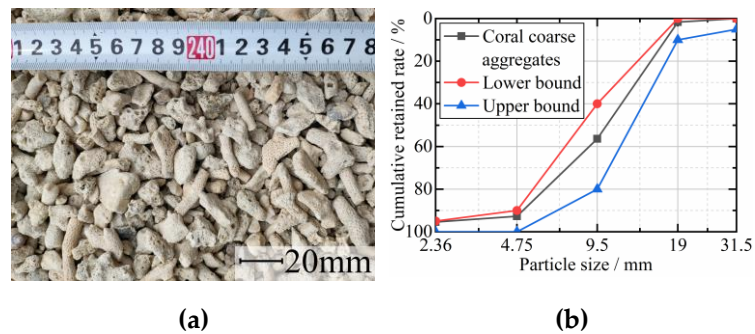 1 2 3 4 5 6 7 8 9 240 1 2 3 4 5 6 7 8
20mm
(a)
Cumulative retained rate / %
0
20
40
60
80
100
Coral coarse
aggregates
Lower bound
Upper bound
2.36 4.75 9.5 19 31.5
Particle size / mm
(b)